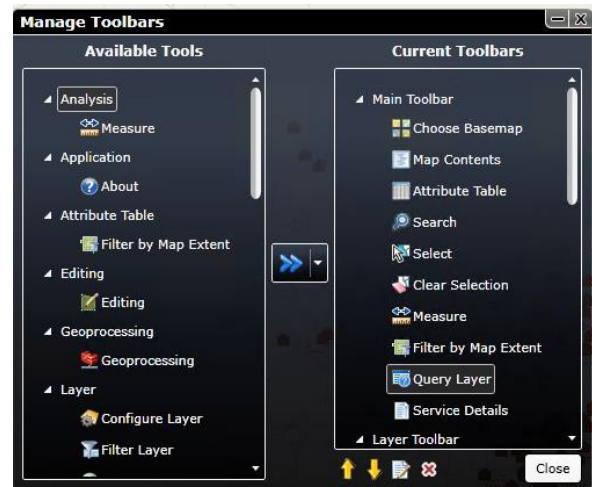 Manage Toolbars
Available Tools
Analysis
Measure
Application
About
Attribute Table
Filter by Map Extent
Editing
Editing
Geoprocessing
Geoprocessing
Layer
Configure Layer
Filter Layer
Current Toolbars
Main Toolbar
Choose Basemap
Map Contents
Attribute Table
Search
Select
Clear Selection
Measure
Filter by Map Extent
Query Layer
Service Details
Layer Toolbar
Close